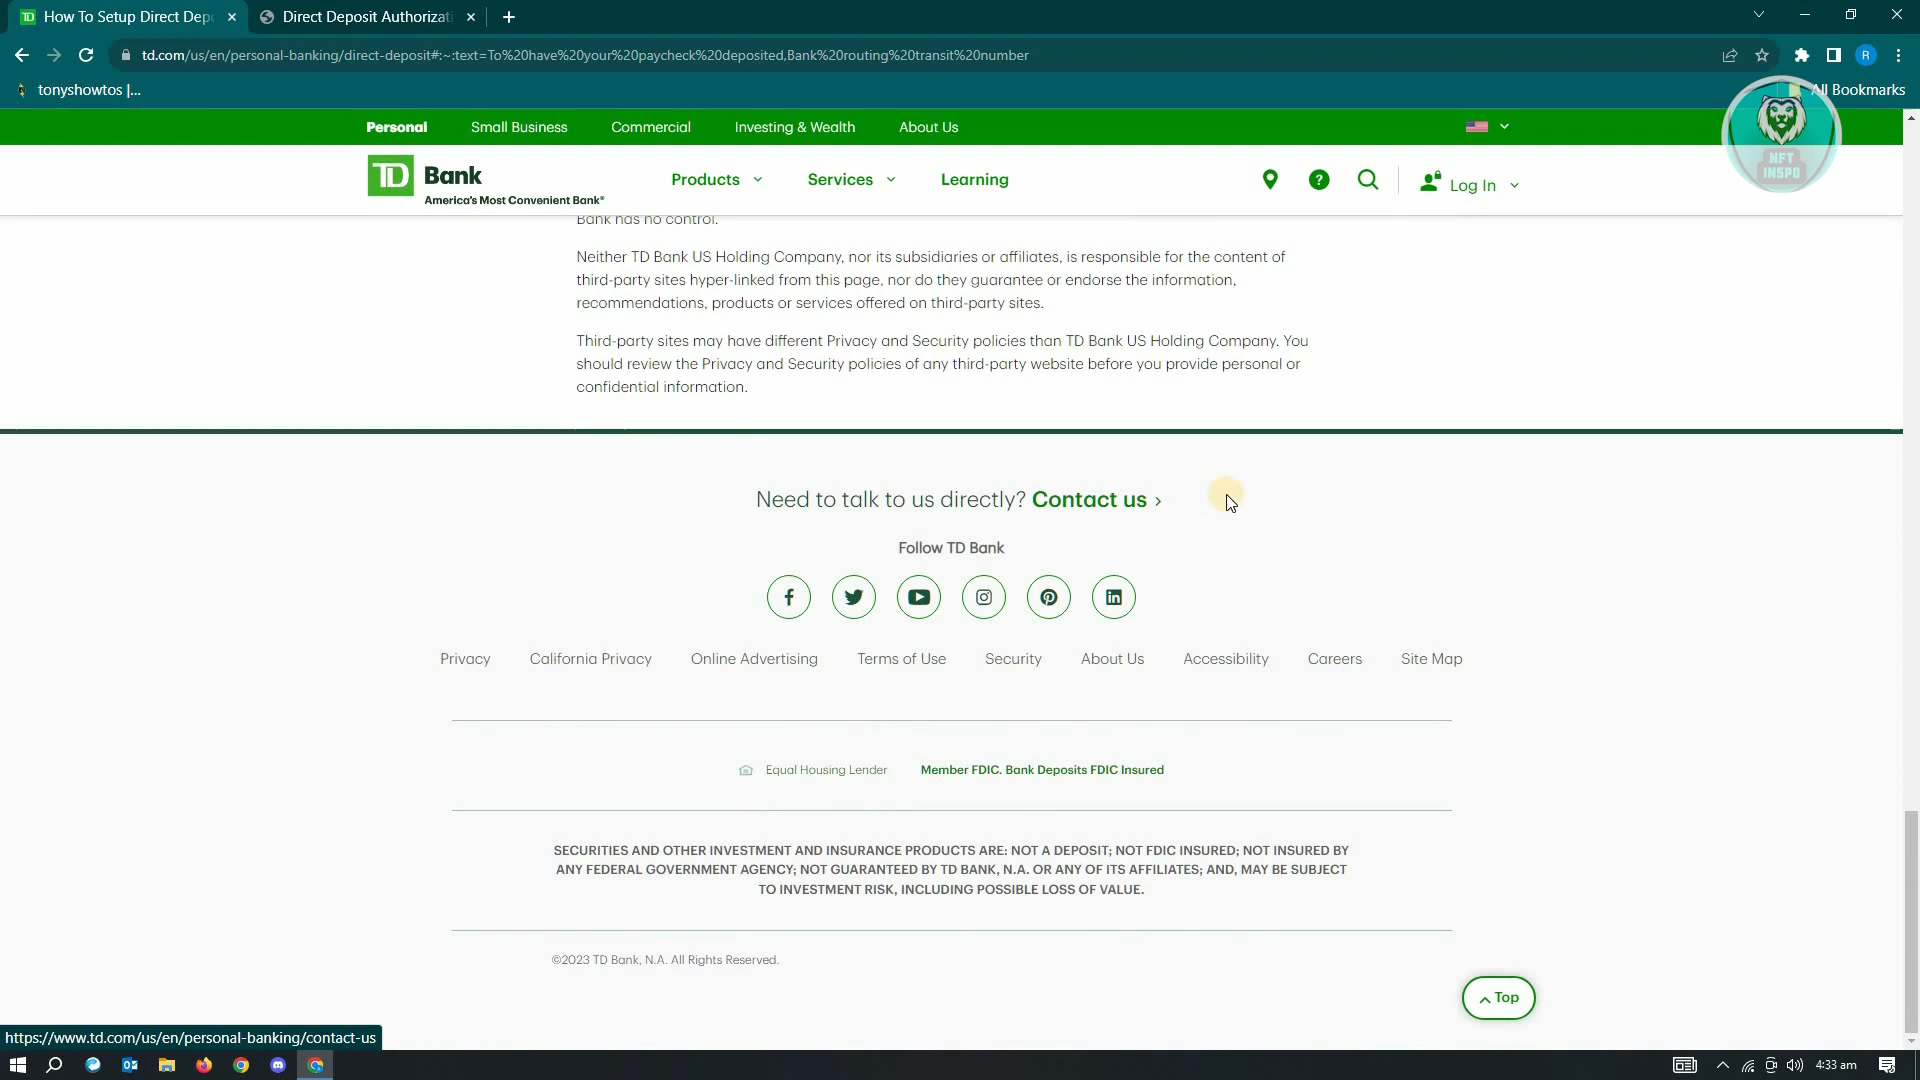 How To Setup Direct Dep
Direct Deposit Authorizati
td.com/us/en/personal-banking/direct-deposit#:~:text=To%20have%20your%20paycheck%20deposited,Bank%20routing%20transit%20number
R
tonyshowtos |...
All Bookmarks
Personal
Small Business
Commercial
Investing & Wealth
About Us
NFT
INSPO
TD Bank
America's Most Convenient Bank®
Products
Services
Learning
Log In
Bank has no control.
Neither TD Bank US Holding Company, nor its subsidiaries or affiliates, is responsible for the content of
third-party sites hyper-linked from this page, nor do they guarantee or endorse the information,
recommendations, products or services offered on third-party sites.
Third-party sites may have different Privacy and Security policies than TD Bank US Holding Company. You
should review the Privacy and Security policies of any third-party website before you provide personal or
confidential information.
Need to talk to us directly? Contact us ›
Follow TD Bank
Privacy
California Privacy
Online Advertising
Terms of Use
Security
About Us
Accessibility
Careers
Site Map
Equal Housing Lender
Member FDIC. Bank Deposits FDIC Insured
SECURITIES AND OTHER INVESTMENT AND INSURANCE PRODUCTS ARE: NOT A DEPOSIT; NOT FDIC INSURED; NOT INSURED BY
ANY FEDERAL GOVERNMENT AGENCY; NOT GUARANTEED BY TD BANK, N.A. OR ANY OF ITS AFFILIATES; AND, MAY BE SUBJECT
TO INVESTMENT RISK, INCLUDING POSSIBLE LOSS OF VALUE.
©2023 TD Bank, N.A. All Rights Reserved.
Top
https://www.td.com/us/en/personal-banking/contact-us
4:33 am